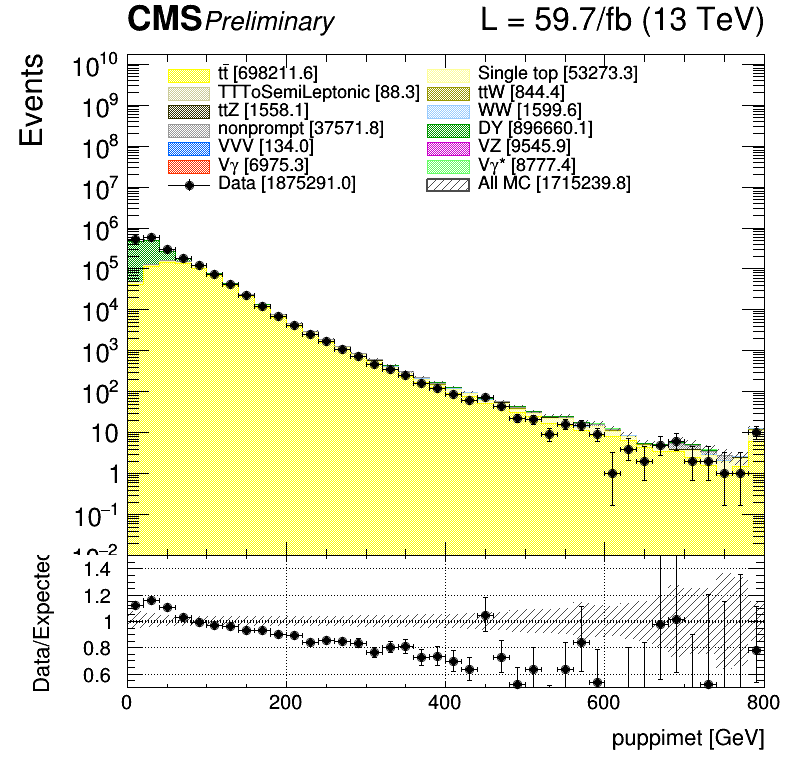 CMS Preliminary L = 59.7/fb (13 TeV)
Events
10^10
10^9
10^8
10^7
10^6
10^5
10^4
10^3
10^2
10
1
10^−1
10^−2
tt̄ [698211.6] Single top [53273.3]
TTToSemiLeptonic [88.3] ttW [844.4]
ttZ [1558.1] WW [1599.6]
nonprompt [37571.8] DY [896660.1]
VVV [134.0] VZ [9545.9]
Vγ [6975.3] Vγ* [8777.4]
Data [1875291.0] All MC [1715239.8]
Data/Expected
1.4
1.2
1
0.8
0.6
0 200 400 600 800
puppimet [GeV]